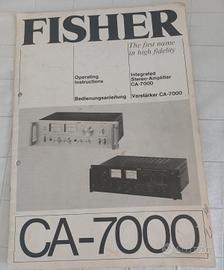 FISHER
The first name
in high fidelity
Operating
Instructions
Integrated
Stereo-Amplifier
CA-7000
Bedienungsanleitung
Verstärker CA-7000
CA-7000